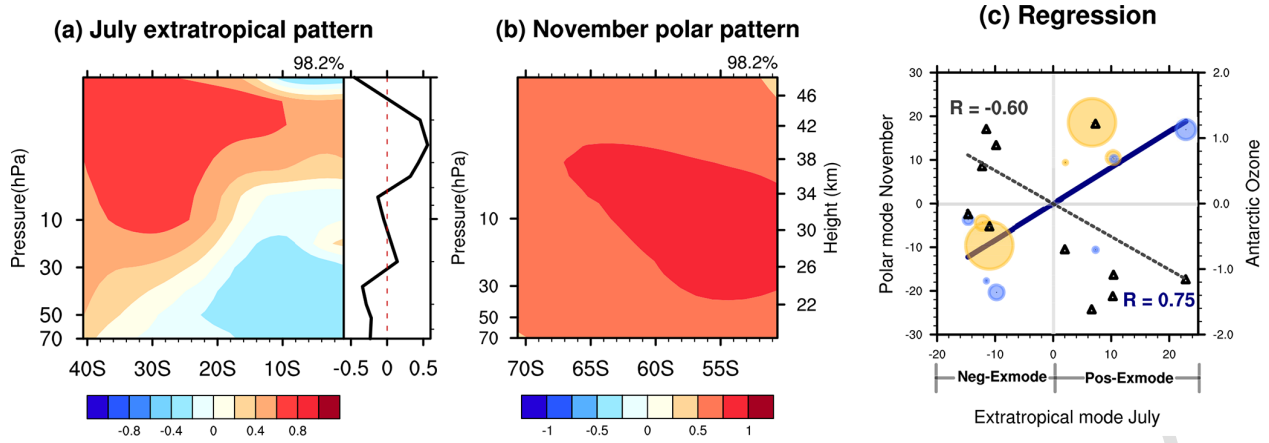 (a) July extratropical pattern
98.2%
Pressure(hPa)
10
30
50
70
40S 30S 20S 10S -0.5 0 0.5
-0.8 -0.4 0 0.4 0.8
(b) November polar pattern
98.2%
Pressure(hPa)
10
30
50
70
46
42
38
34
30
26
22
Height (km)
70S 65S 60S 55S
-1 -0.5 0 0.5 1
(c) Regression
Polar mode November
30
20
10
0
-10
-20
-30
R = -0.60
R = 0.75
2.0
1.0
0.0
-1.0
-2.0
Antarctic Ozone
-20 -10 0 10 20
Neg-Exmode Pos-Exmode
Extratropical mode July